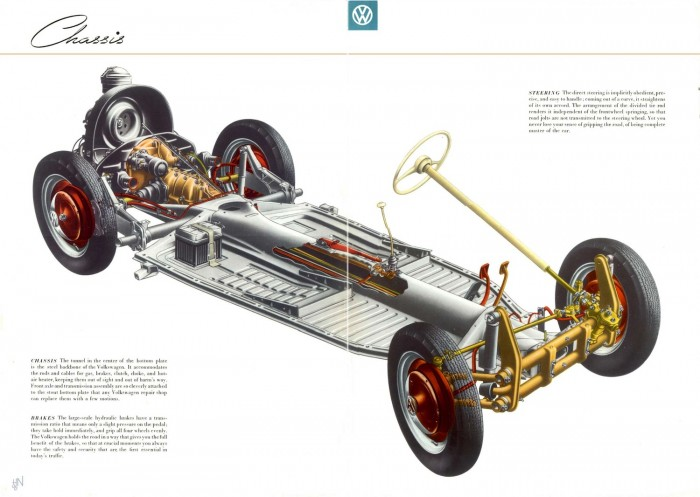 Chassis
VW
STEERING The direct steering is implicitly obedient, pre-
cise, and easy to handle; running out of a curve, it straightens
of its own accord. The arrangement of the divided tie rod
renders it independent of the frontwheel springing, so that
road jolts are not transmitted to the steering wheel. Yet you
never lose your sense of gripping the road, of being complete
master of the car.
CHASSIS The tunnel in the center of the bottom plate
is the steel backbone of the Volkswagen. It accomodates
the rods and cables for gas, brakes, clutch, choke, and hot-
air heater, keeping them out of sight and out of harm's way.
Front axle and transmission assembly are so cleverly attached
to the stout bottom plate that any Volkswagen repair shop
can replace them with a few motions.
BRAKES The large-scale hydraulic brakes have a trans-
mission ratio that means only a slight pressure on the pedal;
they take hold immediately, and grip all four wheels evenly.
The Volkswagen holds the road in a way that gives you the full
benefit of the brakes, so that at crucial moments you always
have the safety and security that are the first essential in
today's traffic.